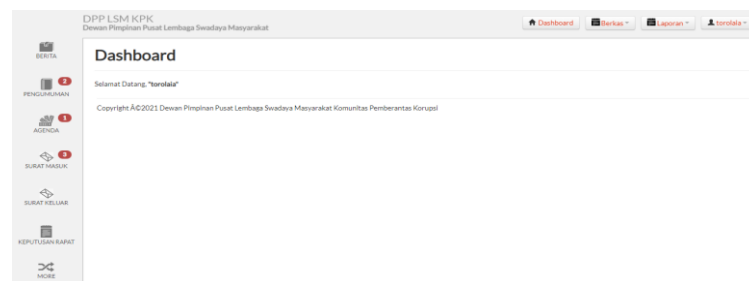 DPP LSM KPK
Dewan Pimpinan Pusat Lembaga Swadaya Masyarakat
Dashboard
Berkas
Laporan
torolaia
BERITA
2
PENGUMUMAN
1
AGENDA
3
SURAT MASUK
SURAT KELUAR
KEPUTUSAN RAPAT
MORE
Dashboard
Selamat Datang, "torolaia"
Copyright Â©2021 Dewan Pimpinan Pusat Lembaga Swadaya Masyarakat Komunitas Pemberantas Korupsi